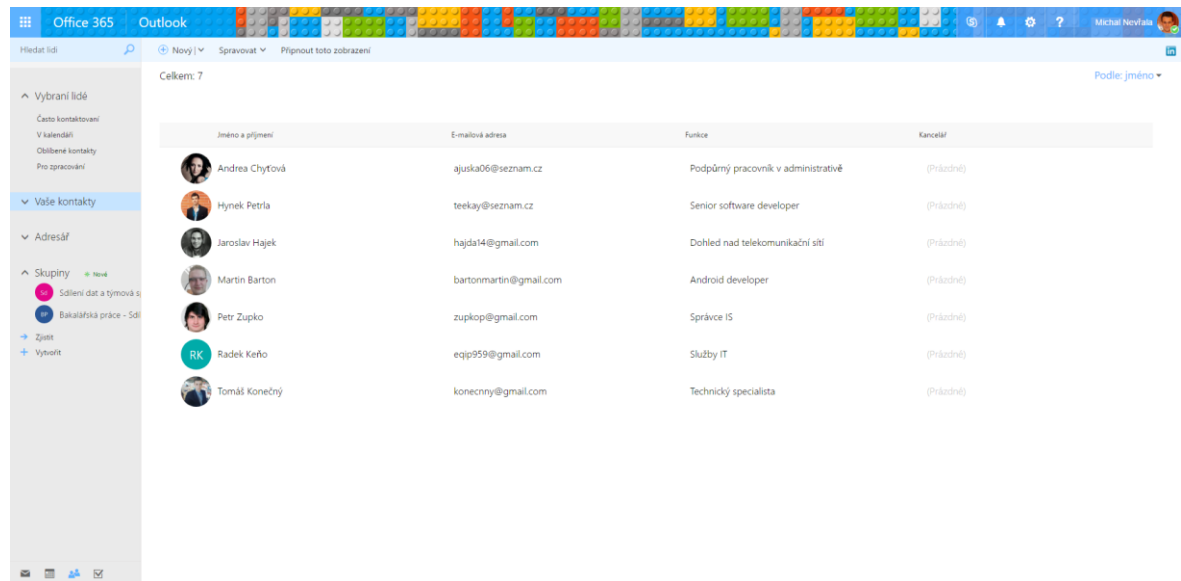 Office 365 Outlook Michal Nevřala
Hledat lidi Nový | Spravovat Připnout toto zobrazení in
Celkem: 7 Podle: jméno
Vybraní lidé
Často kontaktovaní
V kalendáři
Oblíbené kontakty
Pro zpracování
Vaše kontakty
Adresář
Skupiny + Nové
Sd Sdílení dat a týmová s
BP Bakalářská práce - Sdíl
Zjistit
Vytvořit
Jméno a příjmení E-mailová adresa Funkce Kancelář
Andrea Chyťová ajuska06@seznam.cz Podpůrný pracovník v administrativě (Prázdné)
Hynek Petrla teekay@seznam.cz Senior software developer (Prázdné)
Jaroslav Hajek hajda14@gmail.com Dohled nad telekomunikační sítí (Prázdné)
Martin Barton bartonmartin@gmail.com Android developer (Prázdné)
Petr Zupko zupkop@gmail.com Správce IS (Prázdné)
RK Radek Keňo eqip959@gmail.com Služby IT (Prázdné)
Tomáš Konečný konecnny@gmail.com Technický specialista (Prázdné)